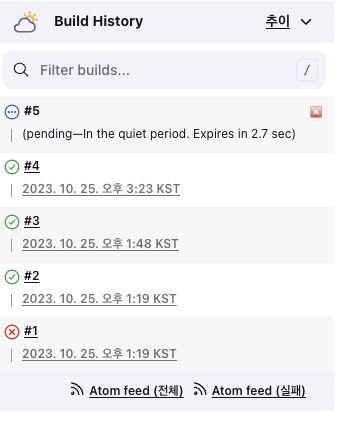 Build History 추이
Filter builds... /
#5
(pending—In the quiet period. Expires in 2.7 sec)
#4
2023. 10. 25. 오후 3:23 KST
#3
2023. 10. 25. 오후 1:48 KST
#2
2023. 10. 25. 오후 1:19 KST
#1
2023. 10. 25. 오후 1:19 KST
Atom feed (전체) Atom feed (실패)